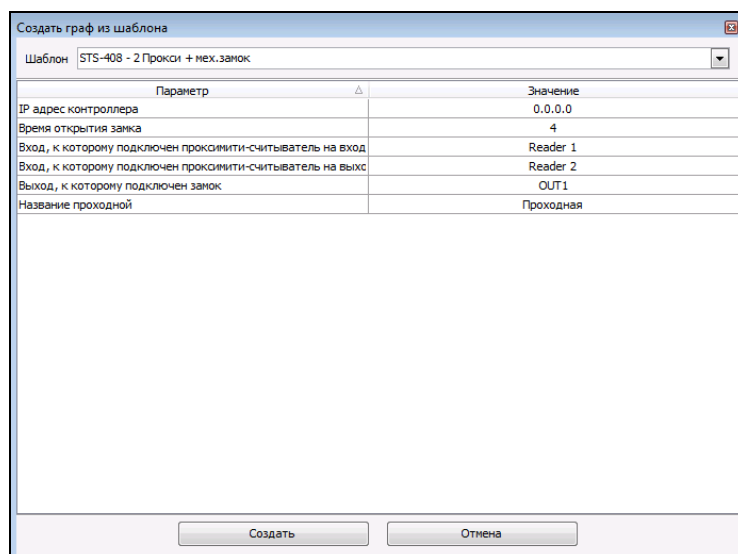 Создать граф из шаблона
Шаблон STS-408 - 2 Прокси + мех.замок
Параметр Значение
IP адрес контроллера 0.0.0.0
Время открытия замка 4
Вход, к которому подключен проксимити-считыватель на вход Reader 1
Вход, к которому подключен проксимити-считыватель на выхс Reader 2
Выход, к которому подключен замок OUT1
Название проходной Проходная
Создать Отмена